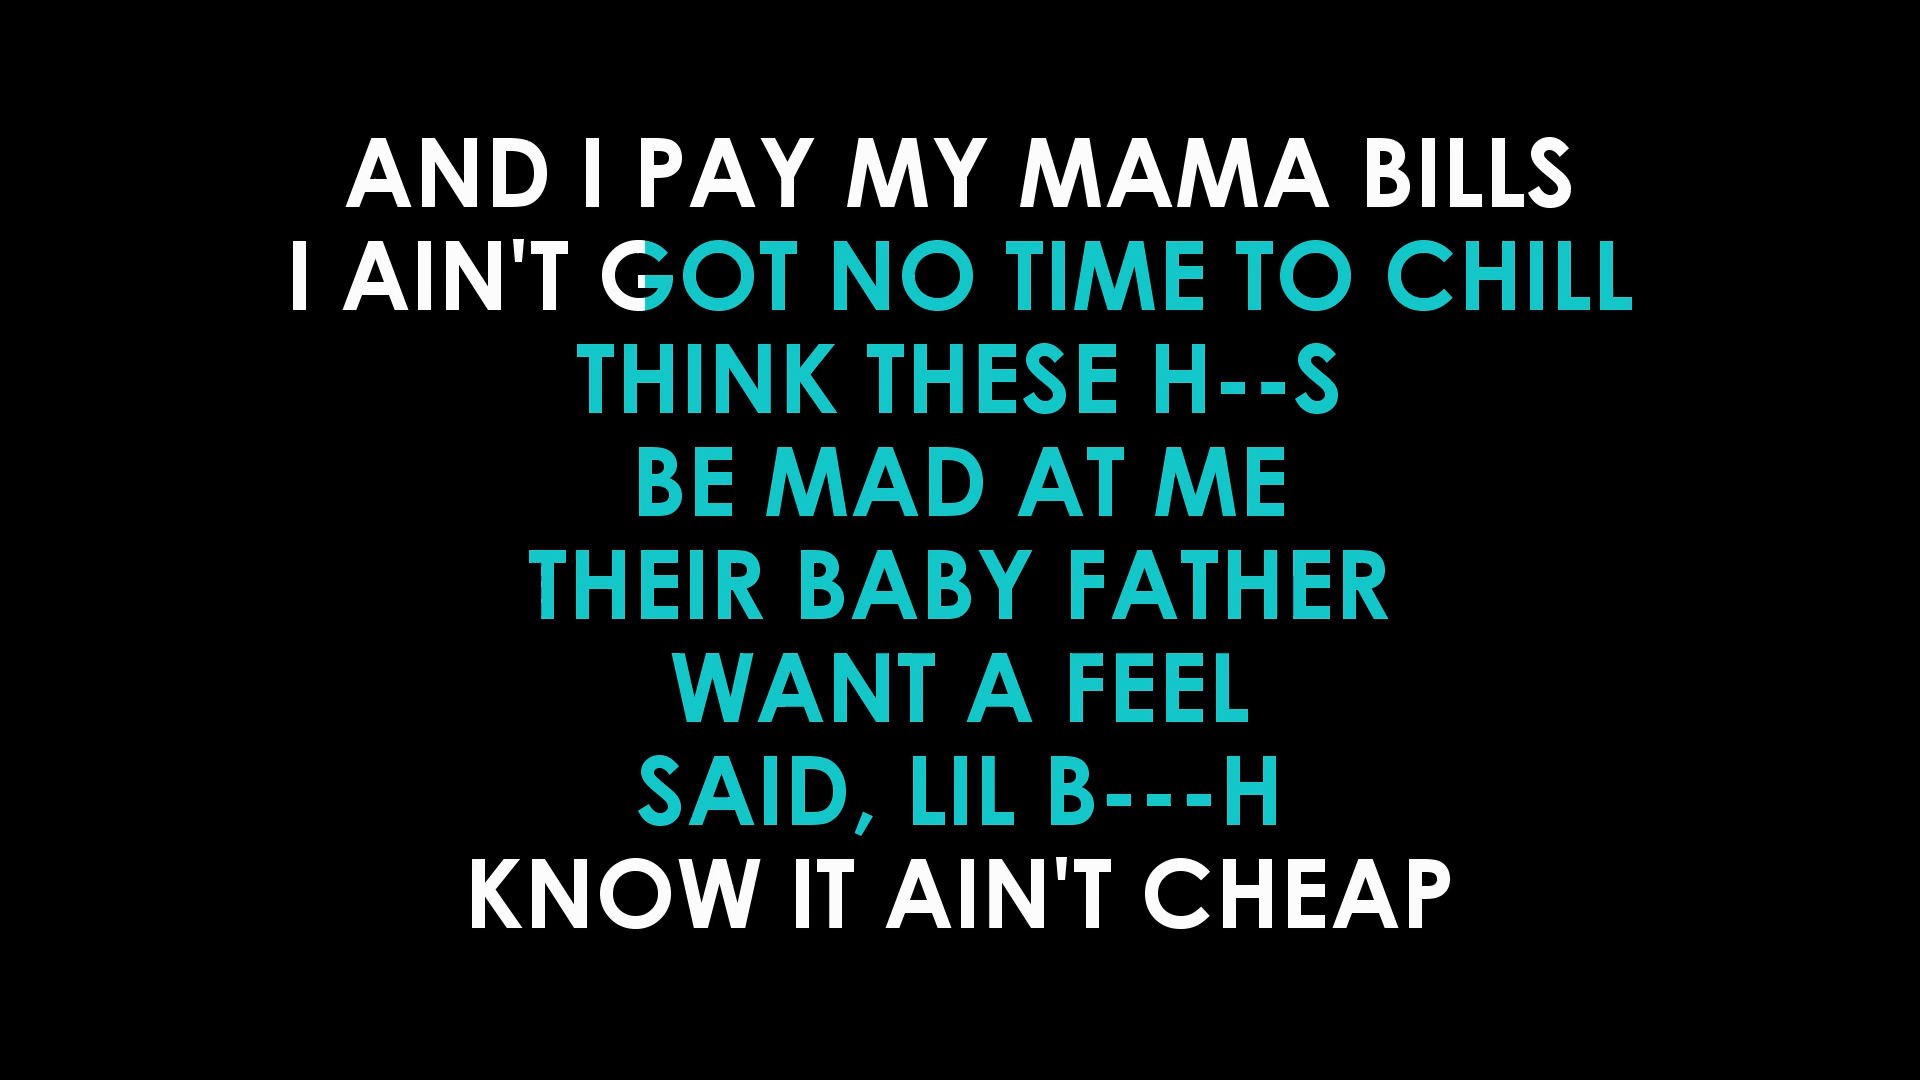 AND I PAY MY MAMA BILLS
I AIN'T GOT NO TIME TO CHILL
THINK THESE H--S
BE MAD AT ME
THEIR BABY FATHER
WANT A FEEL
SAID, LIL B---H
KNOW IT AIN'T CHEAP